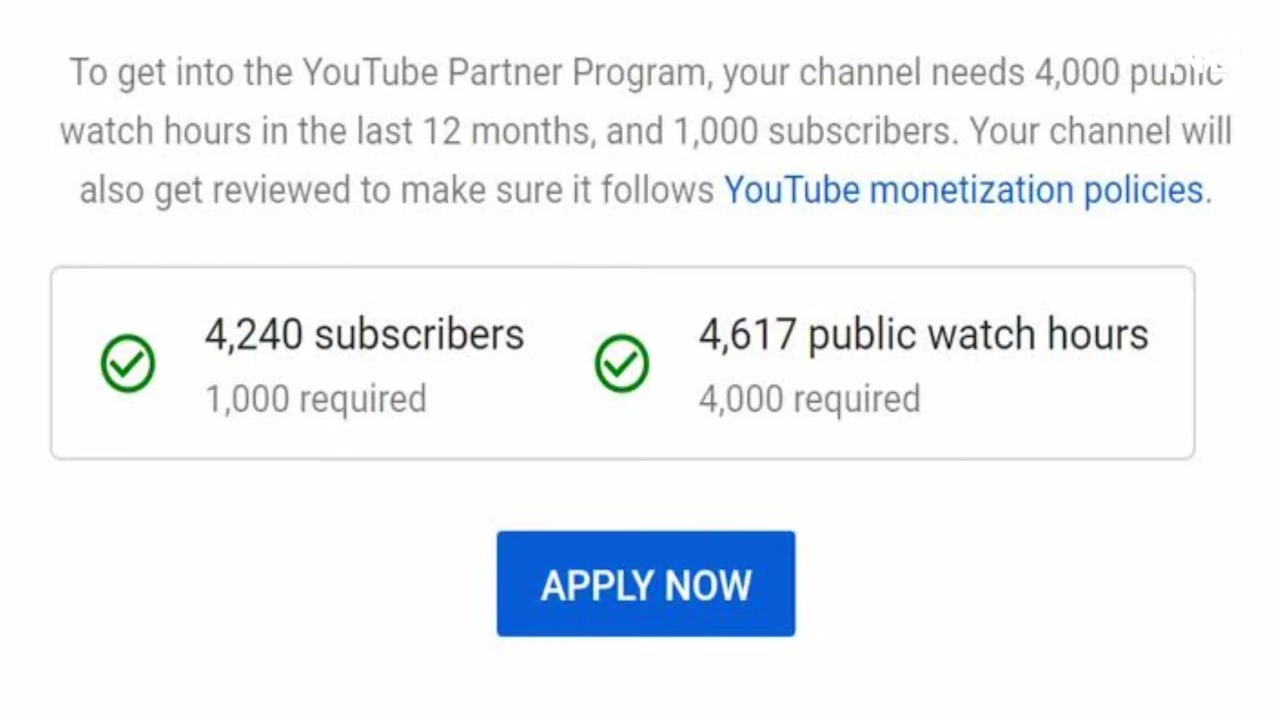 To get into the YouTube Partner Program, your channel needs 4,000 public
watch hours in the last 12 months, and 1,000 subscribers. Your channel will
also get reviewed to make sure it follows YouTube monetization policies.
4,240 subscribers
1,000 required
4,617 public watch hours
4,000 required
APPLY NOW